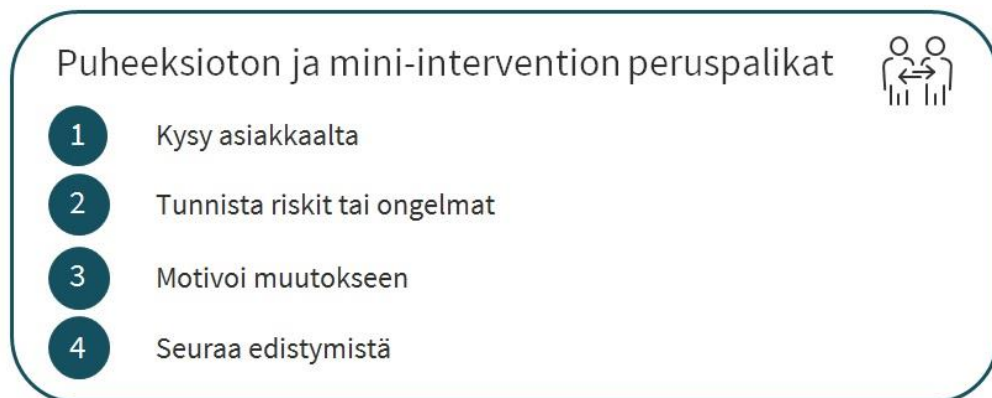 Puheeksioton ja mini-intervention peruspalikat
1 Kysy asiakkaalta
2 Tunnista riskit tai ongelmat
3 Motivoi muutokseen
4 Seuraa edistymistä